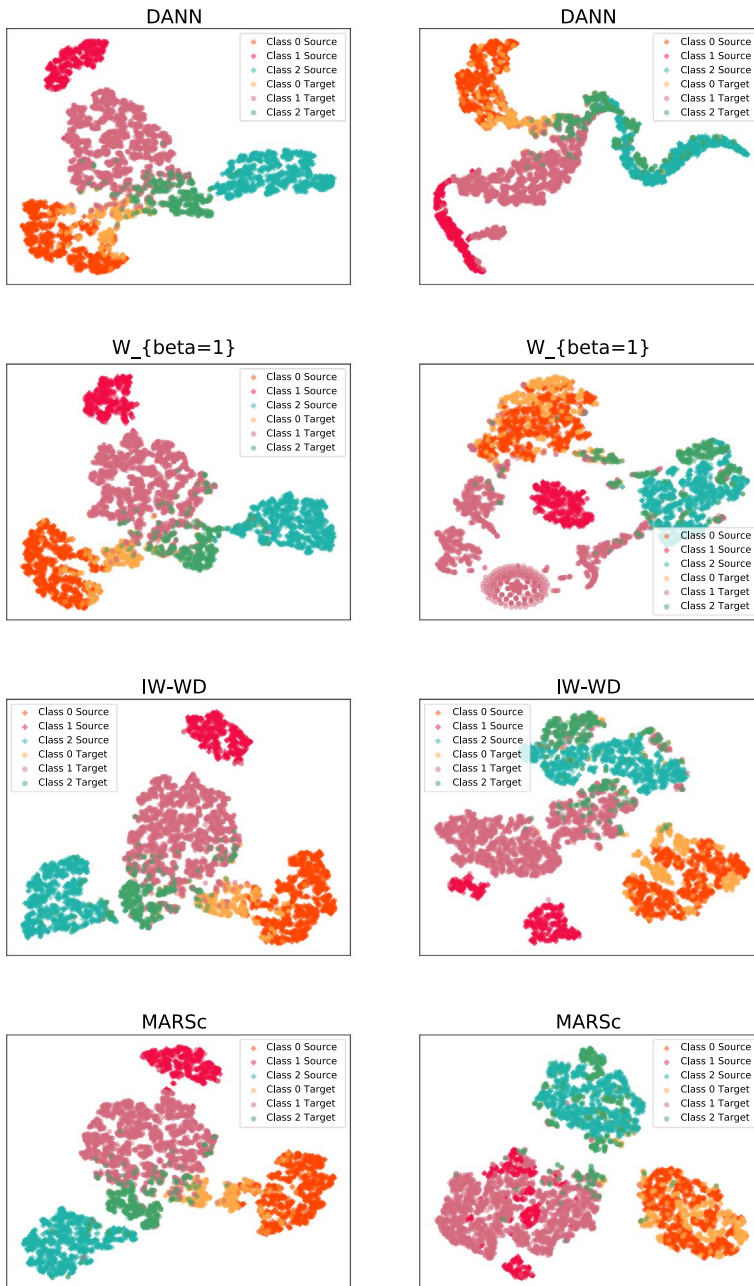 DANN
Class 0 Source
Class 1 Source
Class 2 Source
Class 0 Target
Class 1 Target
Class 2 Target
DANN
Class 0 Source
Class 1 Source
Class 2 Source
Class 0 Target
Class 1 Target
Class 2 Target
W_{beta=1}
Class 0 Source
Class 1 Source
Class 2 Source
Class 0 Target
Class 1 Target
Class 2 Target
W_{beta=1}
Class 0 Source
Class 1 Source
Class 2 Source
Class 0 Target
Class 1 Target
Class 2 Target
IW-WD
Class 0 Source
Class 1 Source
Class 2 Source
Class 0 Target
Class 1 Target
Class 2 Target
IW-WD
Class 0 Source
Class 1 Source
Class 2 Source
Class 0 Target
Class 1 Target
Class 2 Target
MARSc
Class 0 Source
Class 1 Source
Class 2 Source
Class 0 Target
Class 1 Target
Class 2 Target
MARSc
Class 0 Source
Class 1 Source
Class 2 Source
Class 0 Target
Class 1 Target
Class 2 Target